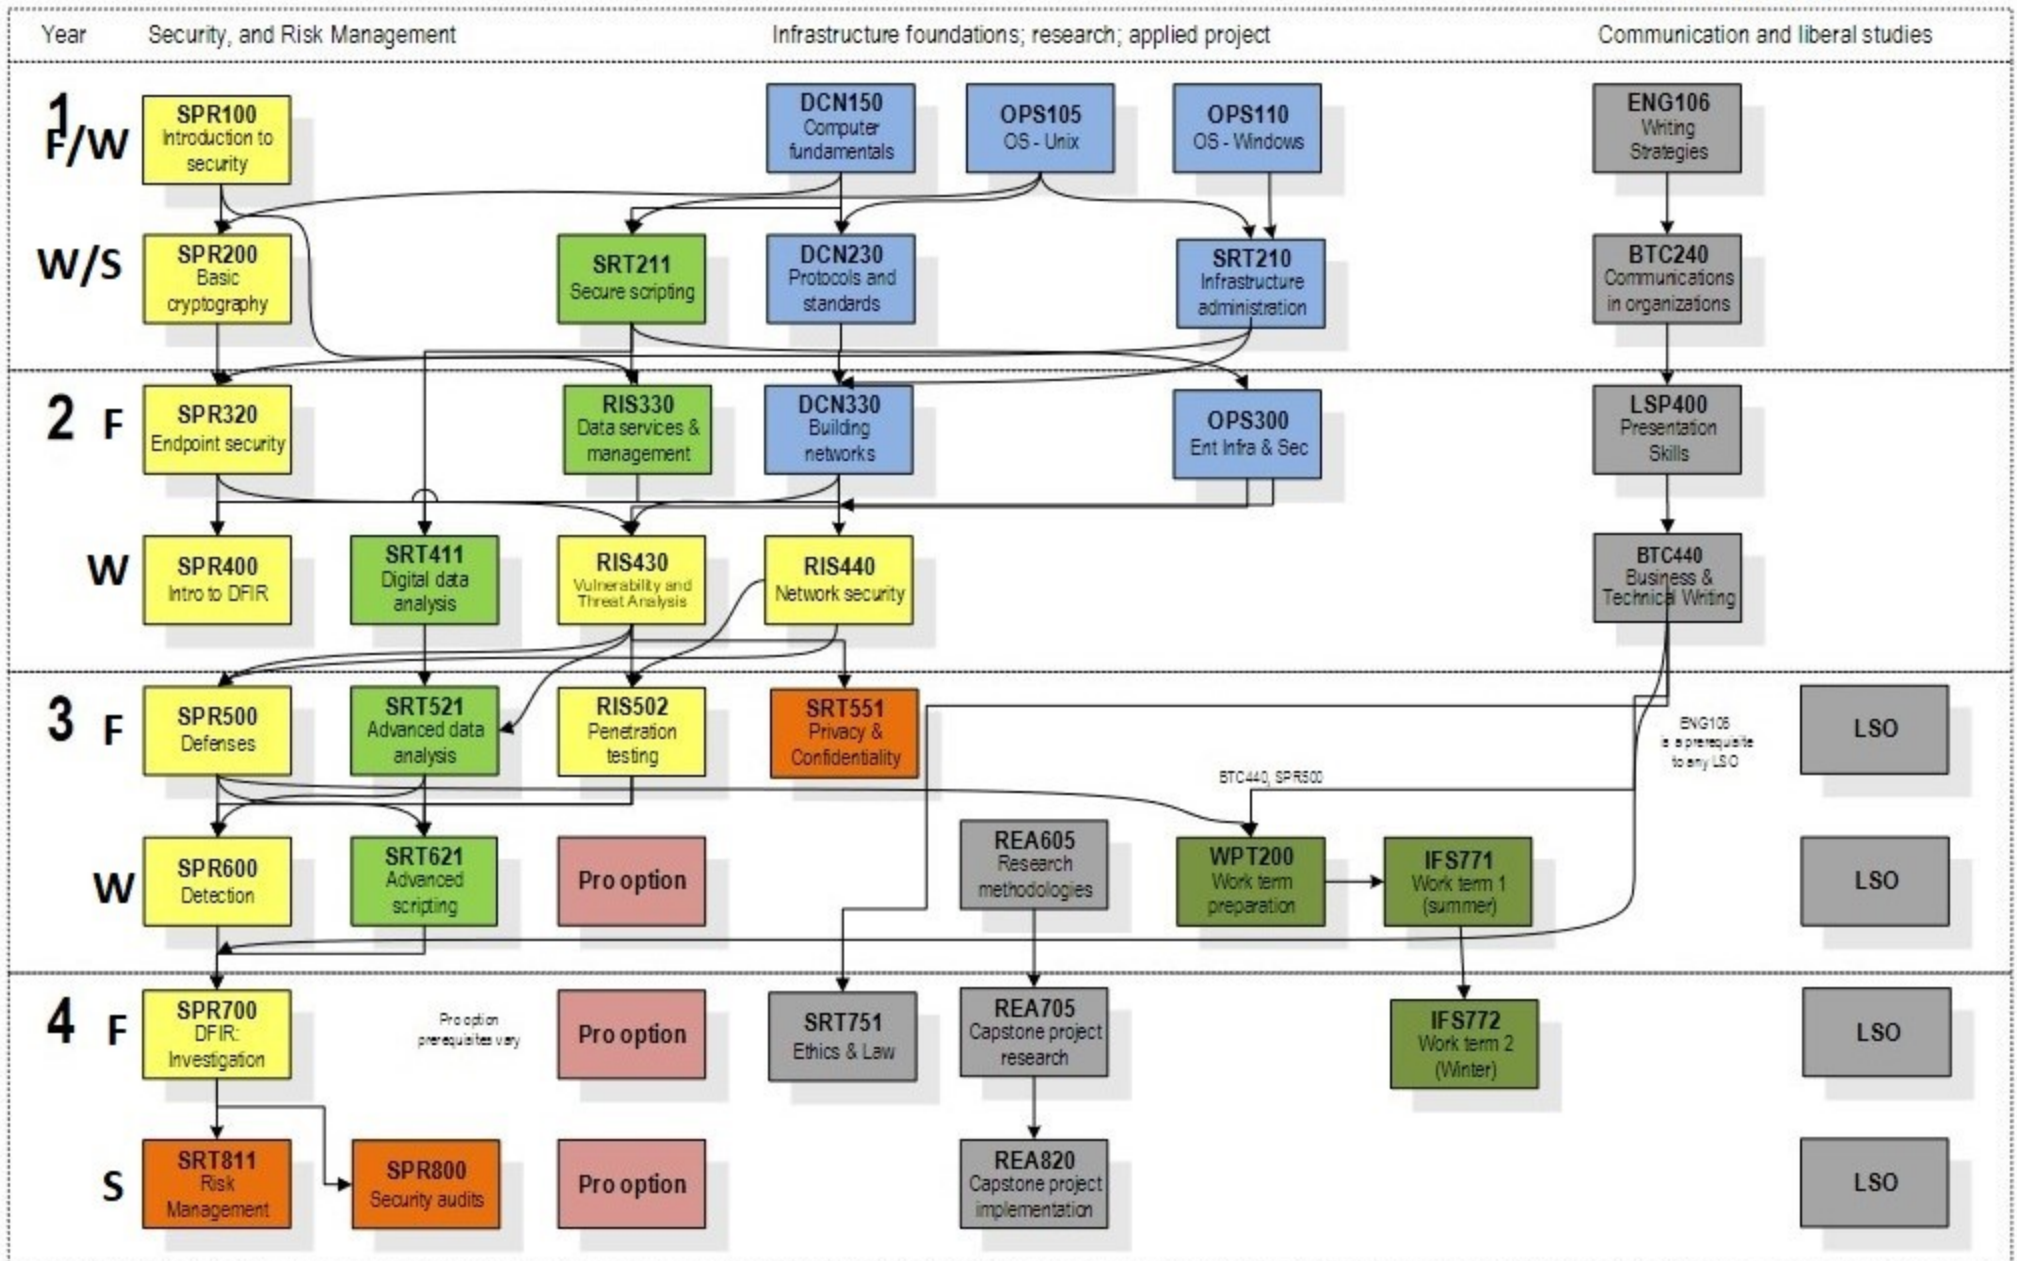 Year
Security, and Risk Management
Infrastructure foundations; research; applied project
Communication and liberal studies
1
F/W
SPR100
Introduction to
security
DCN150
Computer
fundamentals
OPS105
OS - Unix
OPS110
OS - Windows
ENG106
Writing
Strategies
W/S
SPR200
Basic
cryptography
SRT211
Secure scripting
DCN230
Protocols and
standards
SRT210
Infrastructure
administration
BTC240
Communications
in organizations
2 F
SPR320
Endpoint security
RIS330
Data services &
management
DCN330
Building
networks
OPS300
Ent Infra & Sec
LSP400
Presentation
Skills
W
SPR400
Intro to DFIR
SRT411
Digital data
analysis
RIS430
Vulnerability and
Threat Analysis
RIS440
Network security
BTC440
Business &
Technical Writing
3 F
SPR500
Defenses
SRT521
Advanced data
analysis
RIS502
Penetration
testing
SRT551
Privacy &
Confidentiality
BTC440, SPR500
ENG106
is a prerequisite
to any LSO
LSO
W
SPR600
Detection
SRT621
Advanced
scripting
Pro option
REA605
Research
methodologies
WPT200
Work term
preparation
IFS771
Work term 1
(summer)
LSO
4 F
SPR700
DFIR:
Investigation
Pro option
prerequisites vary
Pro option
SRT751
Ethics & Law
REA705
Capstone project
research
IFS772
Work term 2
(Winter)
LSO
S
SRT811
Risk
Management
SPR800
Security audits
Pro option
REA820
Capstone project
implementation
LSO